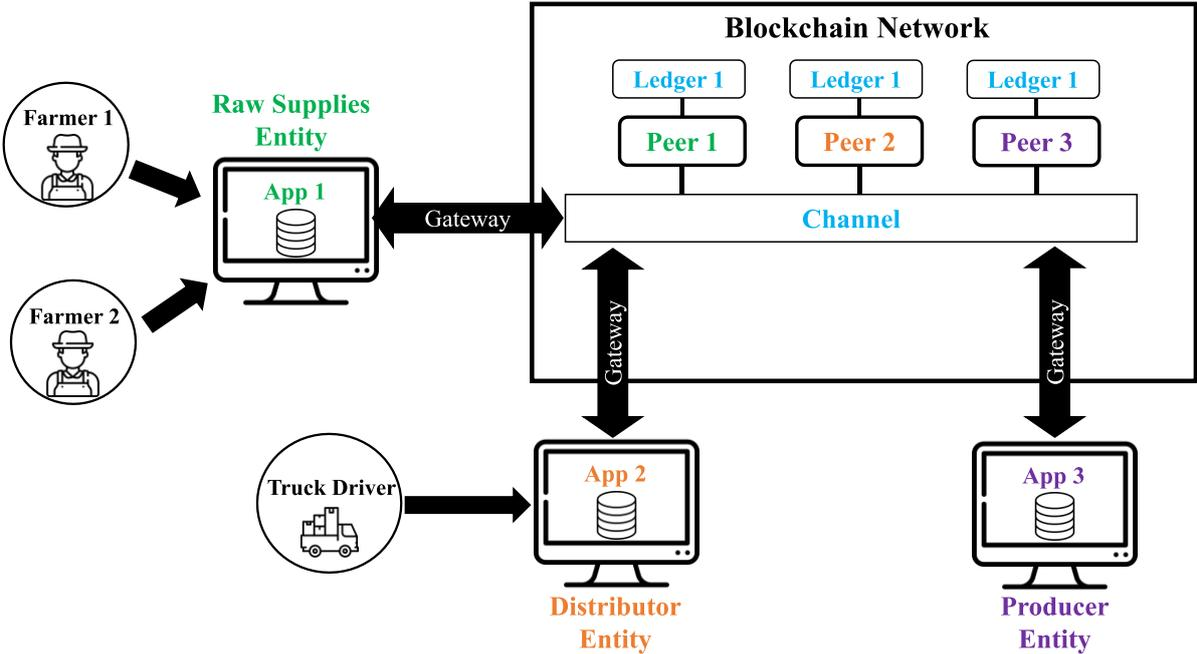 Blockchain Network
Ledger 1
Ledger 1
Ledger 1
Peer 1
Peer 2
Peer 3
Channel
Farmer 1
Raw Supplies
Entity
App 1
Gateway
Farmer 2
Gateway
Gateway
Truck Driver
App 2
App 3
Distributor
Entity
Producer
Entity